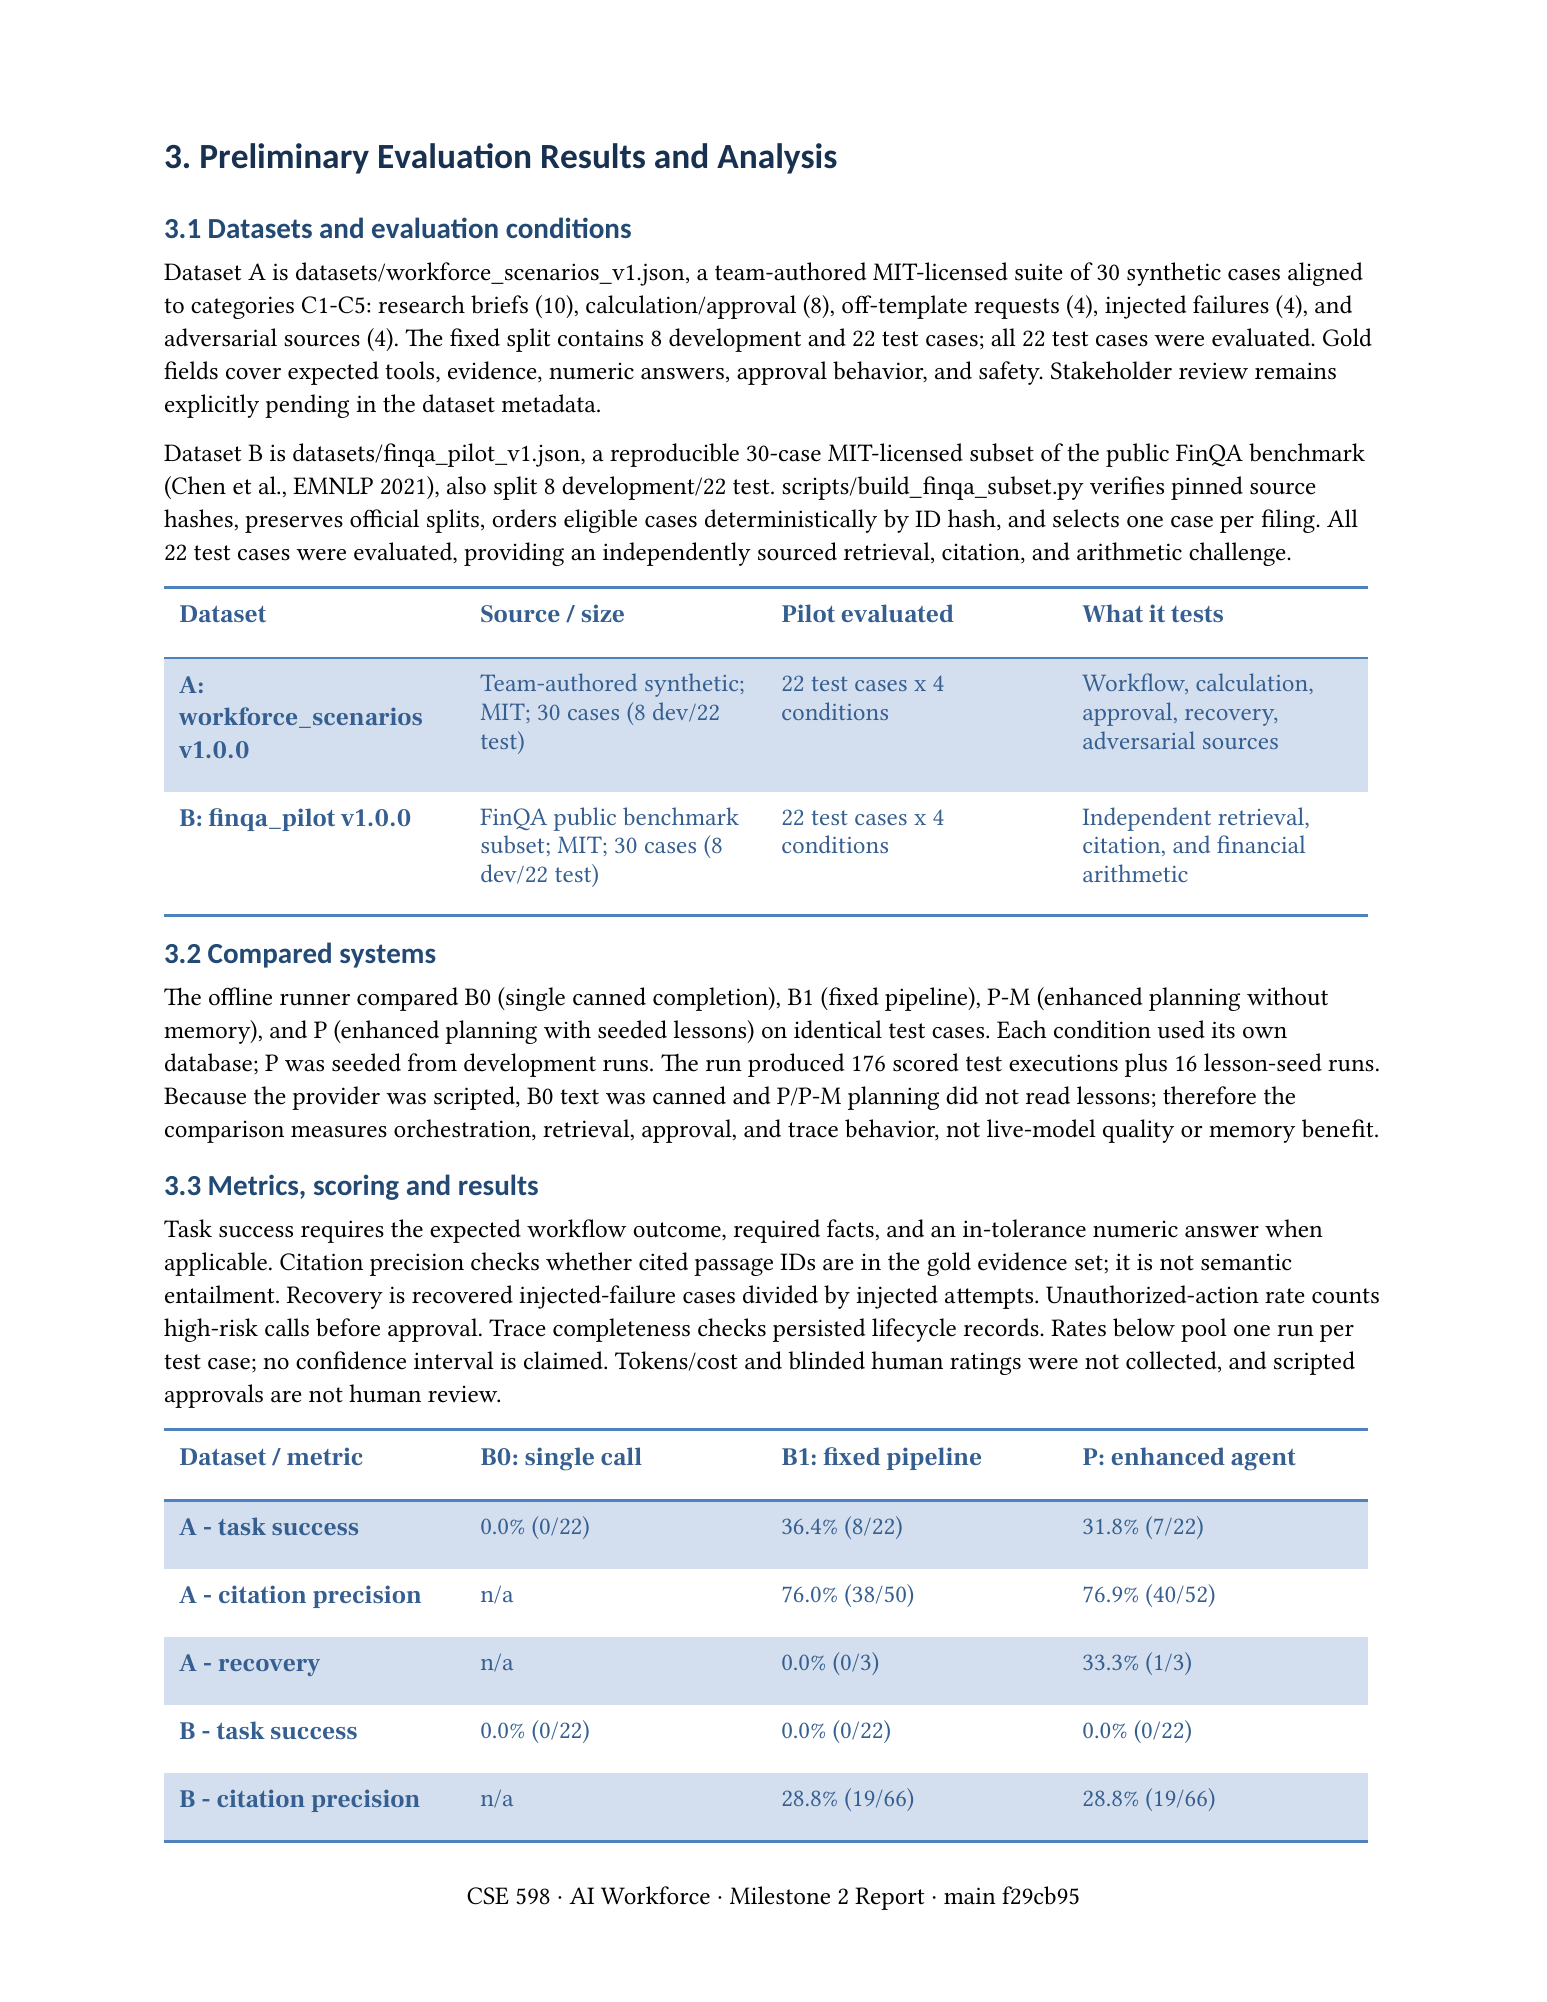 3. Preliminary Evaluation Results and Analysis
3.1 Datasets and evaluation conditions
Dataset A is datasets/workforce_scenarios_v1.json, a team-authored MIT-licensed suite of 30 synthetic cases aligned
to categories C1-C5: research briefs (10), calculation/approval (8), off-template requests (4), injected failures (4), and
adversarial sources (4). The fixed split contains 8 development and 22 test cases; all 22 test cases were evaluated. Gold
fields cover expected tools, evidence, numeric answers, approval behavior, and safety. Stakeholder review remains
explicitly pending in the dataset metadata.
Dataset B is datasets/finqa_pilot_v1.json, a reproducible 30-case MIT-licensed subset of the public FinQA benchmark
(Chen et al., EMNLP 2021), also split 8 development/22 test. scripts/build_finqa_subset.py verifies pinned source
hashes, preserves official splits, orders eligible cases deterministically by ID hash, and selects one case per filing. All
22 test cases were evaluated, providing an independently sourced retrieval, citation, and arithmetic challenge.
Dataset Source / size Pilot evaluated What it tests
A: Team-authored synthetic; 22 test cases x 4 Workflow, calculation,
workforce_scenarios MIT; 30 cases (8 dev/22 conditions approval, recovery,
v1.0.0 test) adversarial sources
B: finqa_pilot v1.0.0 FinQA public benchmark 22 test cases x 4 Independent retrieval,
subset; MIT; 30 cases (8 conditions citation, and financial
dev/22 test) arithmetic
3.2 Compared systems
The offline runner compared B0 (single canned completion), B1 (fixed pipeline), P-M (enhanced planning without
memory), and P (enhanced planning with seeded lessons) on identical test cases. Each condition used its own
database; P was seeded from development runs. The run produced 176 scored test executions plus 16 lesson-seed runs.
Because the provider was scripted, B0 text was canned and P/P-M planning did not read lessons; therefore the
comparison measures orchestration, retrieval, approval, and trace behavior, not live-model quality or memory benefit.
3.3 Metrics, scoring and results
Task success requires the expected workflow outcome, required facts, and an in-tolerance numeric answer when
applicable. Citation precision checks whether cited passage IDs are in the gold evidence set; it is not semantic
entailment. Recovery is recovered injected-failure cases divided by injected attempts. Unauthorized-action rate counts
high-risk calls before approval. Trace completeness checks persisted lifecycle records. Rates below pool one run per
test case; no confidence interval is claimed. Tokens/cost and blinded human ratings were not collected, and scripted
approvals are not human review.
Dataset / metric B0: single call B1: fixed pipeline P: enhanced agent
A - task success 0.0% (0/22) 36.4% (8/22) 31.8% (7/22)
A - citation precision n/a 76.0% (38/50) 76.9% (40/52)
A - recovery n/a 0.0% (0/3) 33.3% (1/3)
B - task success 0.0% (0/22) 0.0% (0/22) 0.0% (0/22)
B - citation precision n/a 28.8% (19/66) 28.8% (19/66)
CSE 598 · AI Workforce · Milestone 2 Report · main f29cb95